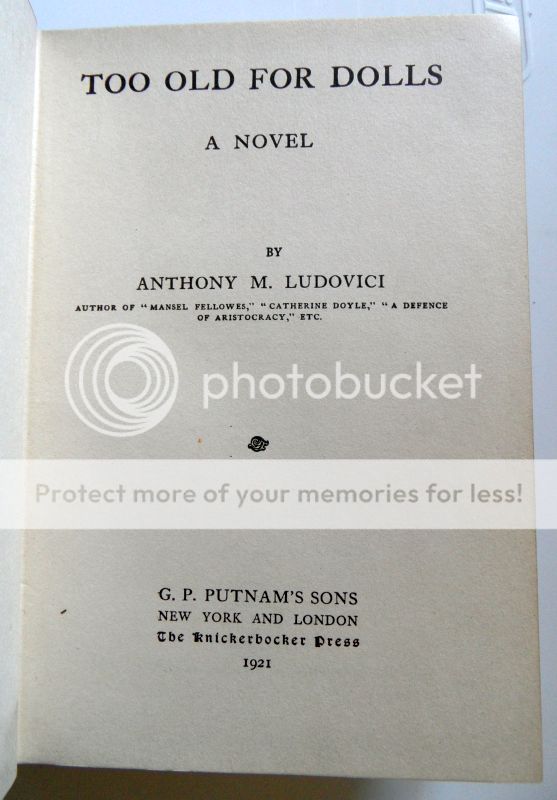 TOO OLD FOR DOLLS
A NOVEL
BY
ANTHONY M. LUDOVICI
AUTHOR OF "MANSEL FELLOWES," "CATHERINE DOYLE," "A DEFENCE
OF ARISTOCRACY," ETC.
photobucket
Protect more of your memories for less!
G. P. PUTNAM'S SONS
NEW YORK AND LONDON
The Knickerbocker Press
1921